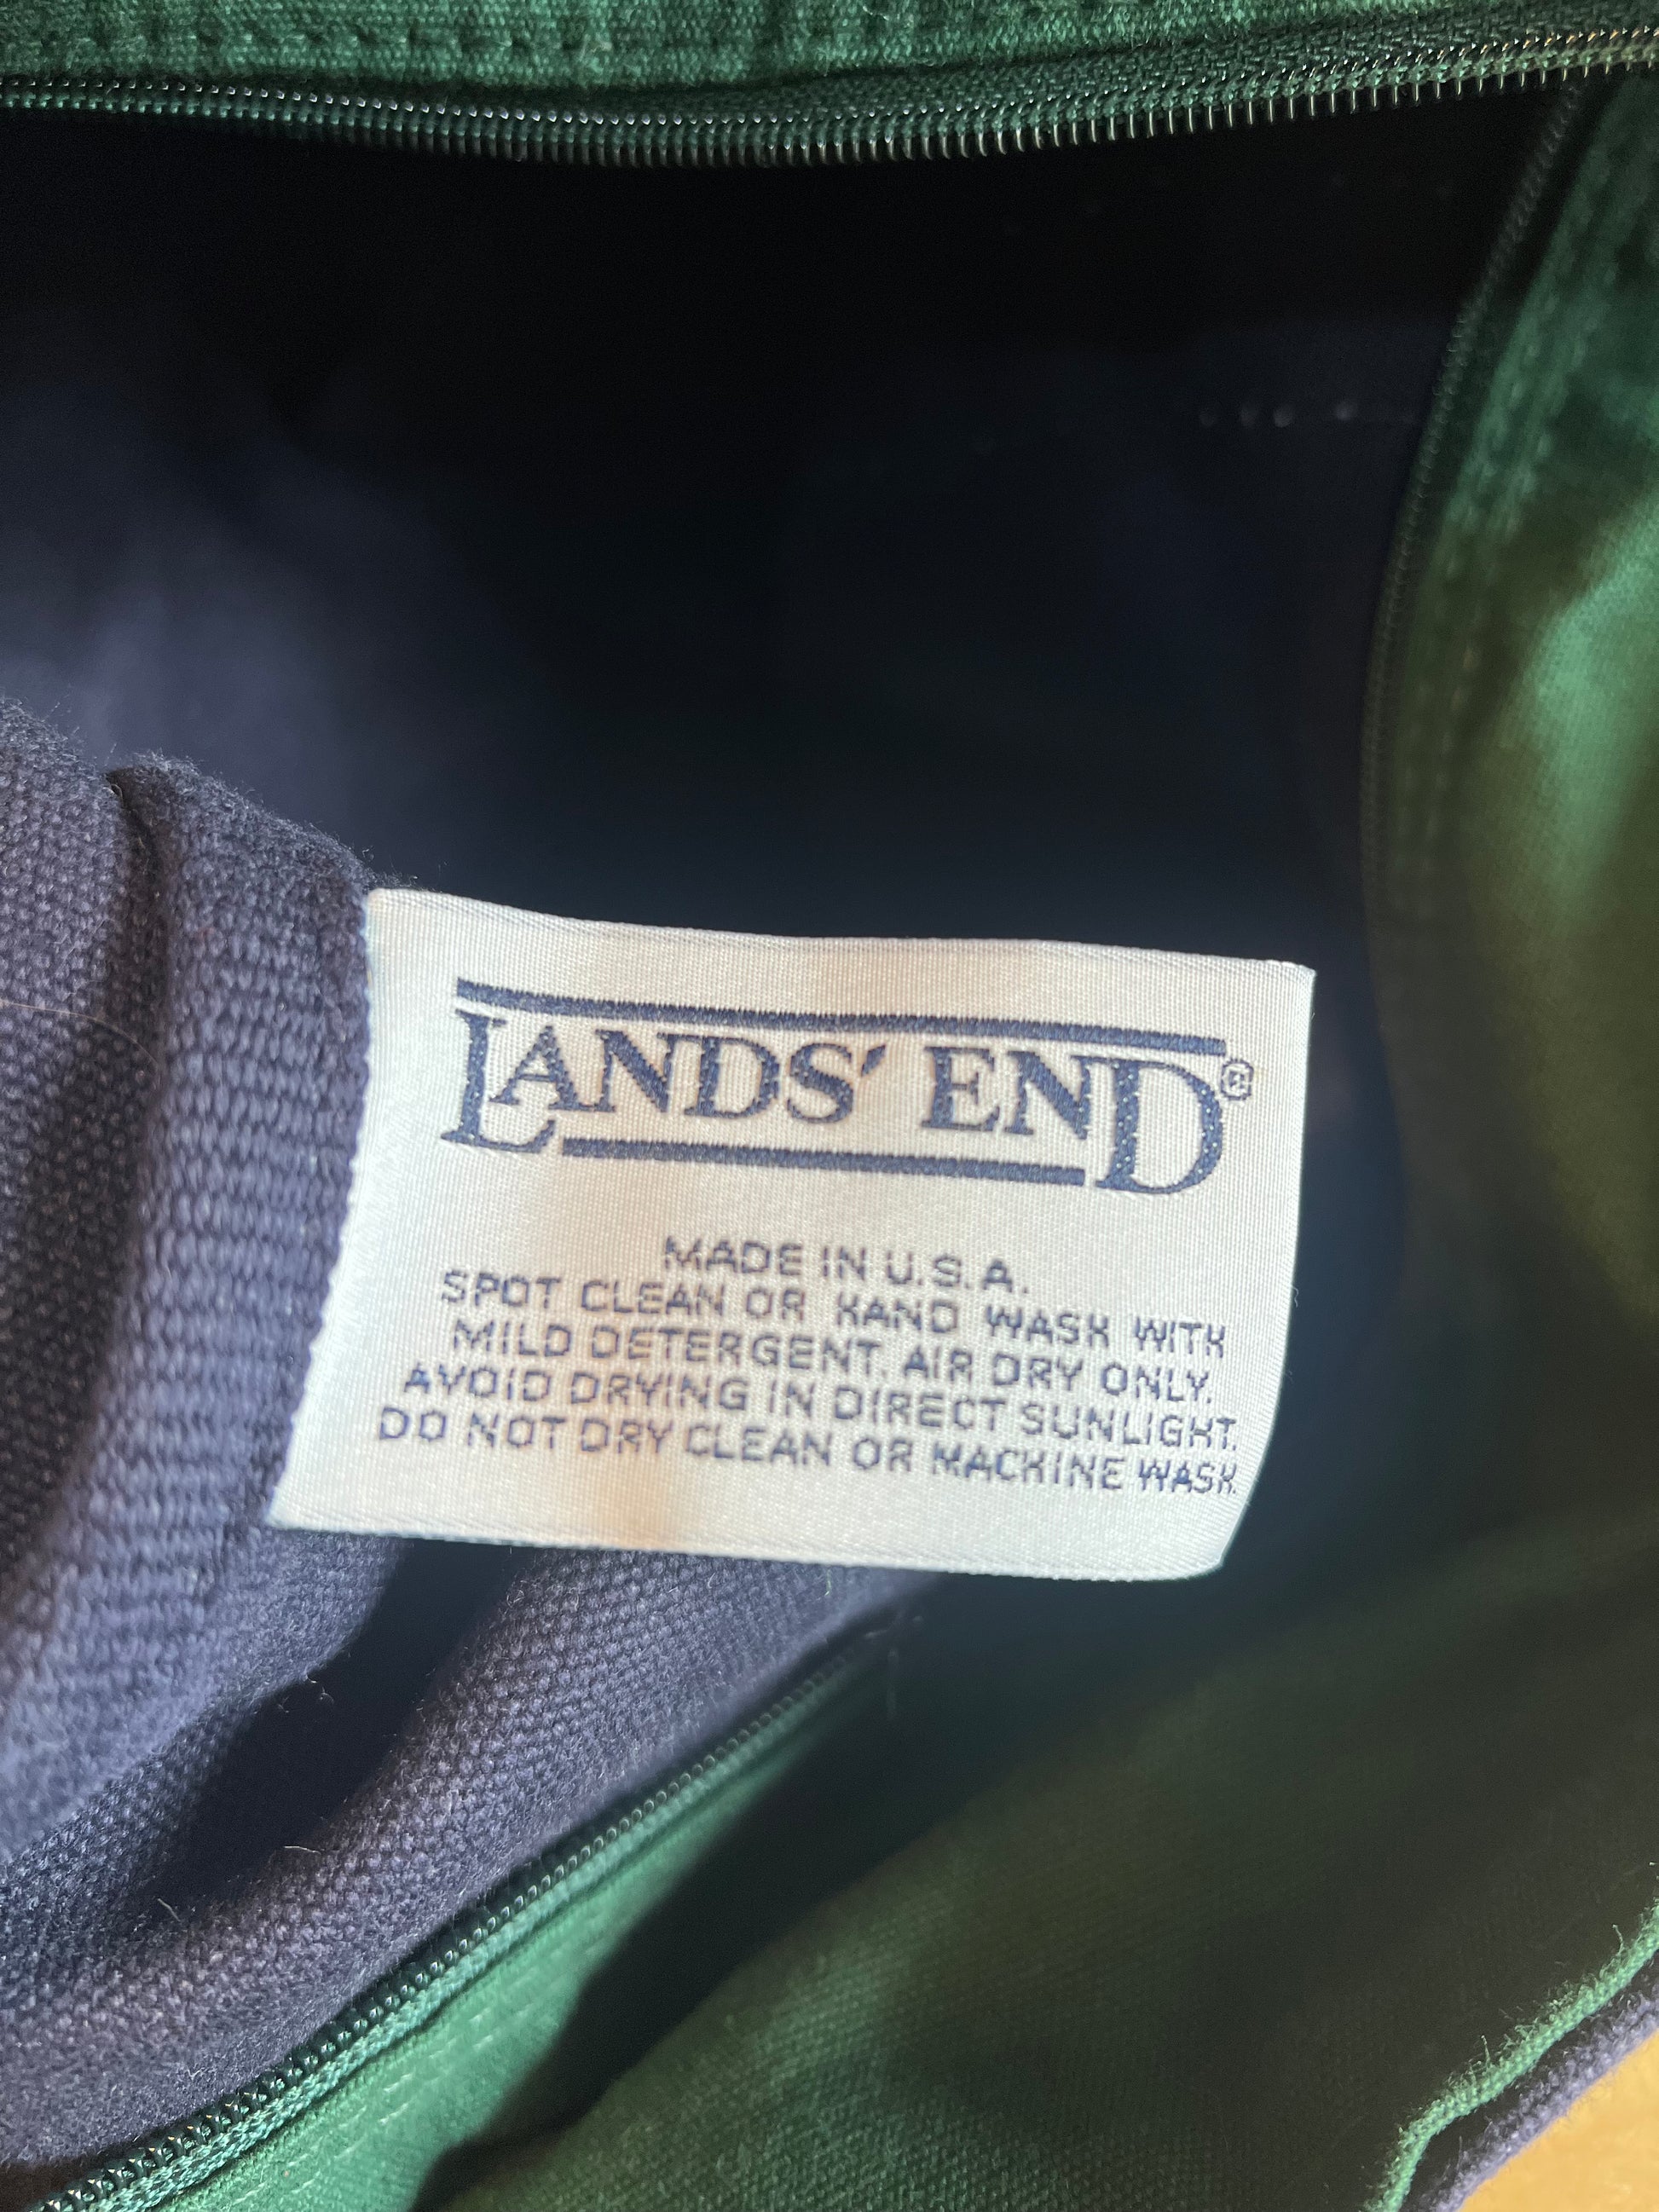 LANDS' END®
MADE IN U.S.A.
SPOT CLEAN OR HAND WASH WITH
MILD DETERGENT. AIR DRY ONLY.
AVOID DRYING IN DIRECT SUNLIGHT.
DO NOT DRY CLEAN OR MACHINE WASH